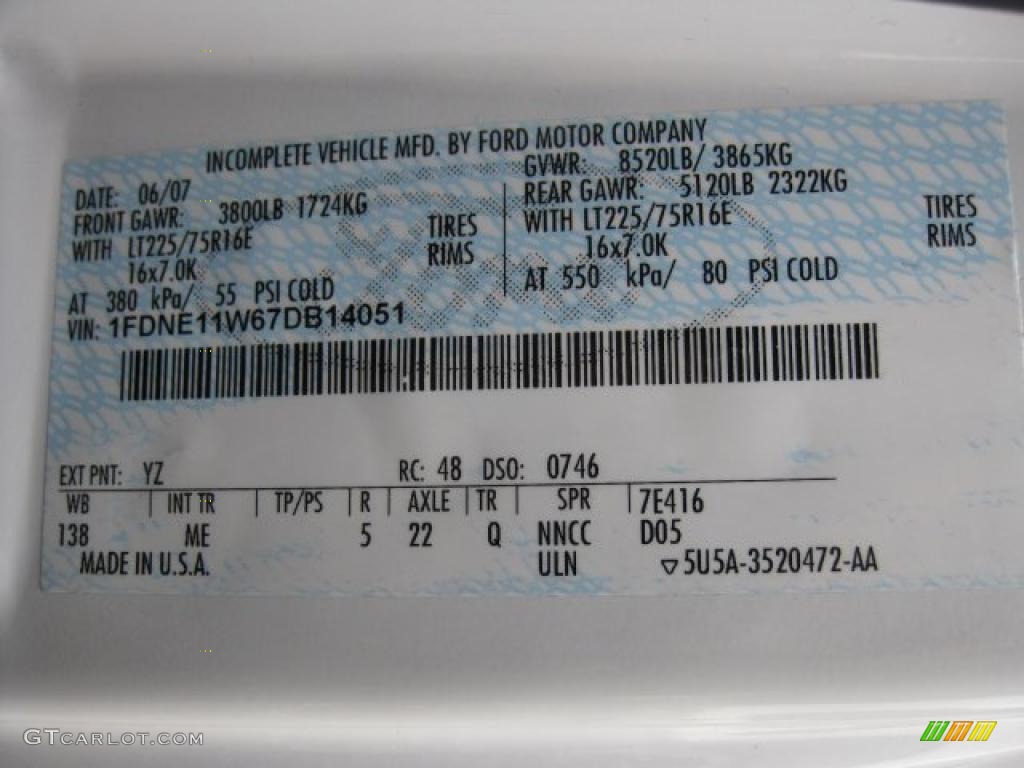 INCOMPLETE VEHICLE MFD. BY FORD MOTOR COMPANY
DATE: 06/07
FRONT GAWR: 3800LB 1724KG
WITH LT225/75R16E TIRES
16x7.0K RIMS
AT 380 kPa/ 55 PSI COLD
GVWR: 8520LB/ 3865KG
REAR GAWR: 5120LB 2322KG
WITH LT225/75R16E TIRES
16x7.0K RIMS
AT 550 kPa/ 80 PSI COLD
VIN: 1FDNE11W67DB14051
EXT PNT: YZ RC: 48 DSO: 0746
WB INT TR TP/PS R AXLE TR SPR 7E416
138 ME 5 22 Q NNCC D05
MADE IN U.S.A. ULN ▽5U5A-3520472-AA
GTCARLOT.COM